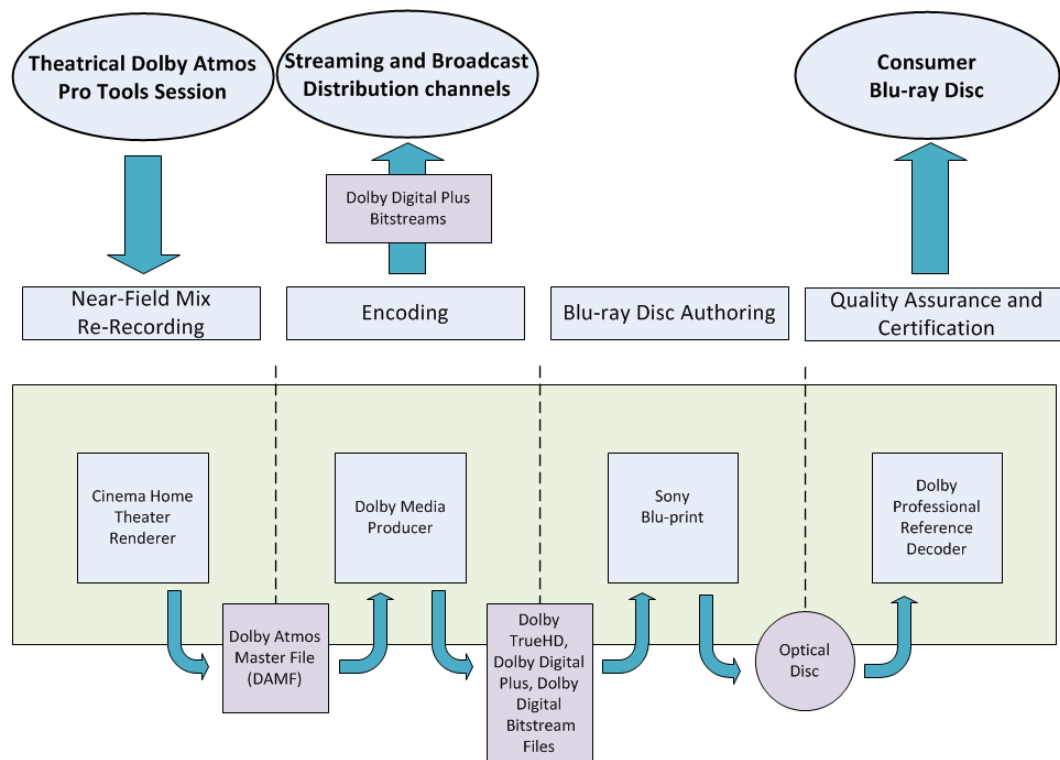 Theatrical Dolby Atmos
Pro Tools Session
Streaming and Broadcast
Distribution channels
Consumer
Blu-ray Disc
Dolby Digital Plus
Bitstreams
Near-Field Mix
Re-Recording
Encoding
Blu-ray Disc Authoring
Quality Assurance and
Certification
Cinema Home
Theater
Renderer
Dolby Media
Producer
Sony
Blu-print
Dolby
Professional
Reference
Decoder
Dolby Atmos
Master File
(DAMF)
Dolby
TrueHD,
Dolby Digital
Plus, Dolby
Digital
Bitstream
Files
Optical
Disc